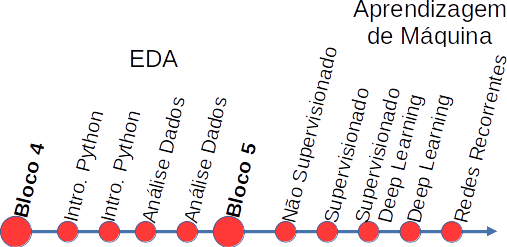 Aprendizagem
de Máquina
EDA
Bloco 4
Intro. Python
Intro. Python
Análise Dados
Análise Dados
Bloco 5
Não Supervisionado
Supervisionado
Supervisionado
Deep Learning
Deep Learning
Redes Recorrentes